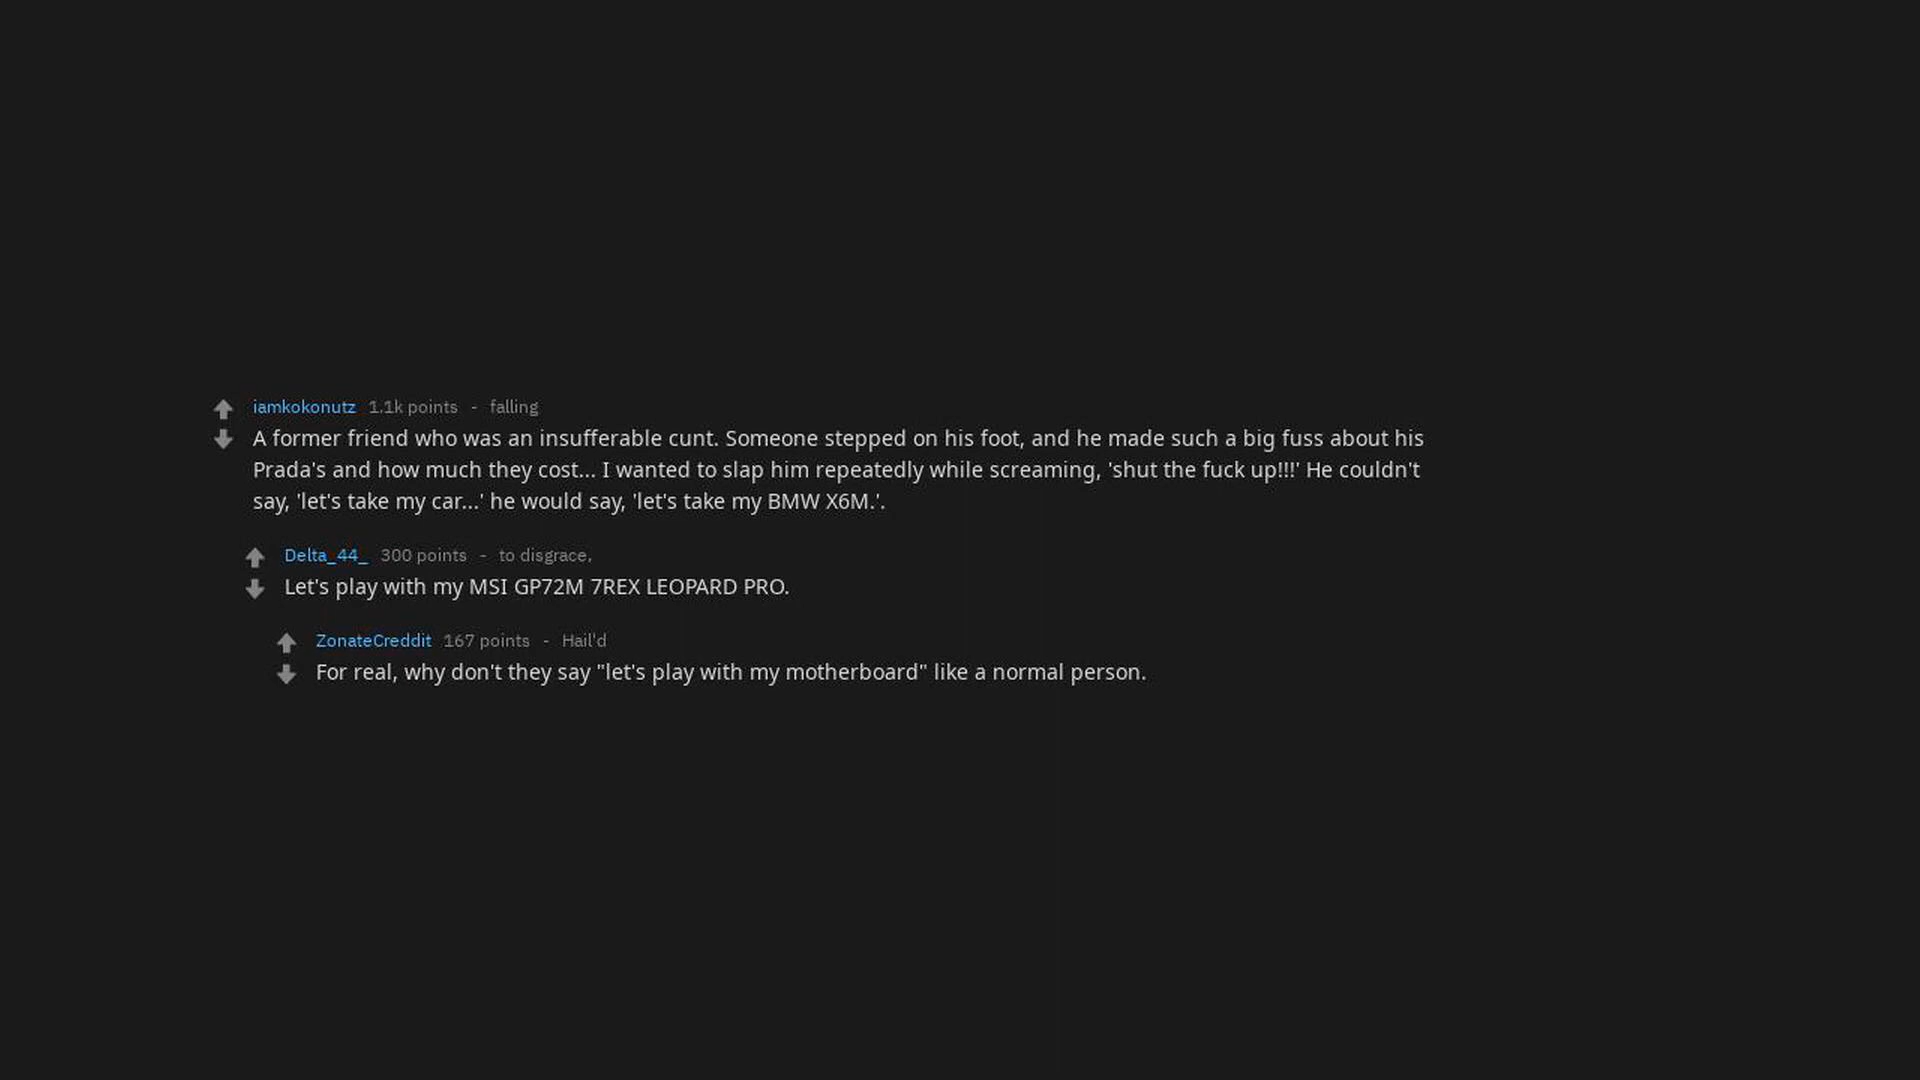 iamkokonutz 1.1k points - falling
A former friend who was an insufferable cunt. Someone stepped on his foot, and he made such a big fuss about his
Prada's and how much they cost... I wanted to slap him repeatedly while screaming, 'shut the fuck up!!!' He couldn't
say, 'let's take my car...' he would say, 'let's take my BMW X6M.'.
Delta_44_ 300 points - to disgrace,
Let's play with my MSI GP72M 7REX LEOPARD PRO.
ZonateCreddit 167 points - Hail'd
For real, why don't they say "let's play with my motherboard" like a normal person.